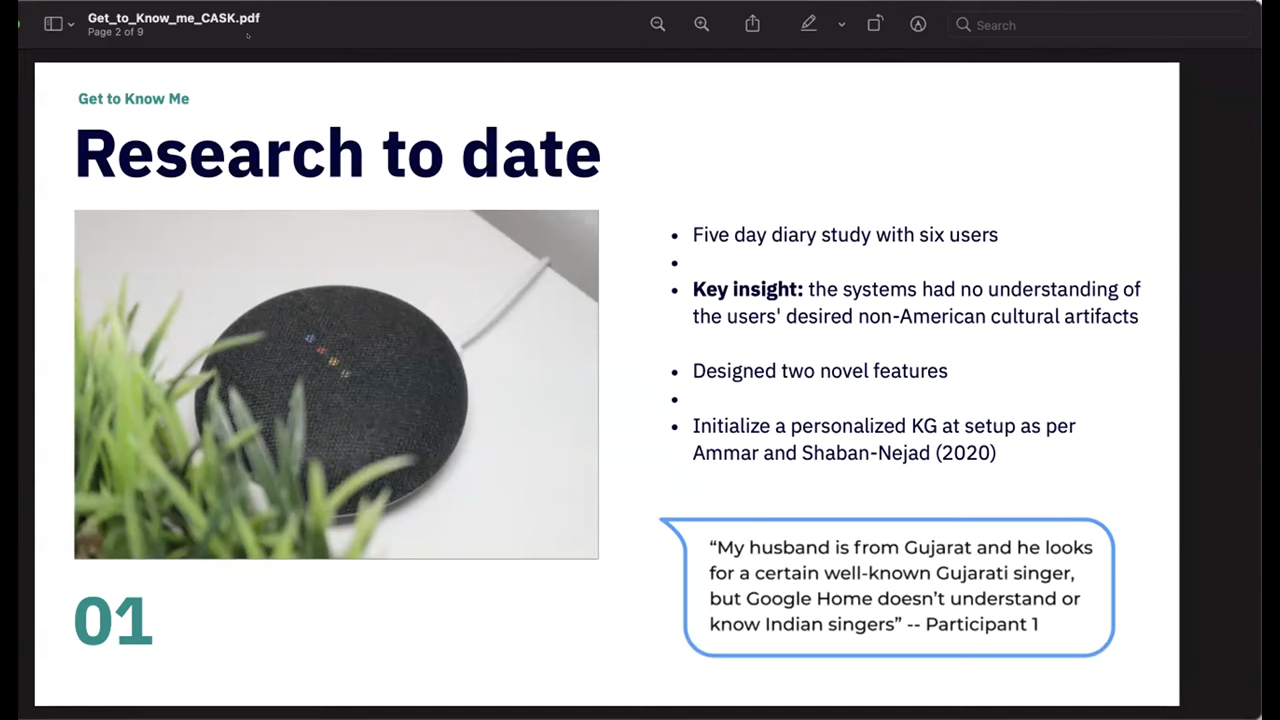 Get_to_Know_me_CASK.pdf
Page 2 of 9
Search
Get to Know Me
Research to date
• Five day diary study with six users
•
• Key insight: the systems had no understanding of
the users' desired non-American cultural artifacts
• Designed two novel features
•
• Initialize a personalized KG at setup as per
Ammar and Shaban-Nejad (2020)
“My husband is from Gujarat and he looks
for a certain well-known Gujarati singer,
but Google Home doesn’t understand or
know Indian singers” -- Participant 1
01